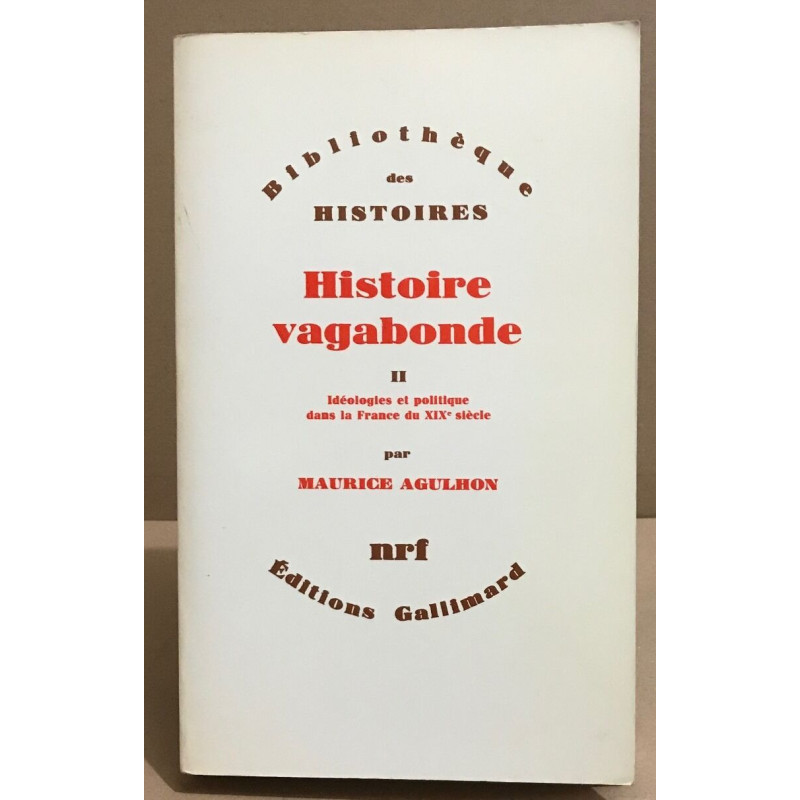 Bibliothèque
des
HISTOIRES
Histoire
vagabonde
II
Idéologies et politique
dans la France du XIXe siècle
par
MAURICE AGULHON
nrf
Éditions Gallimard